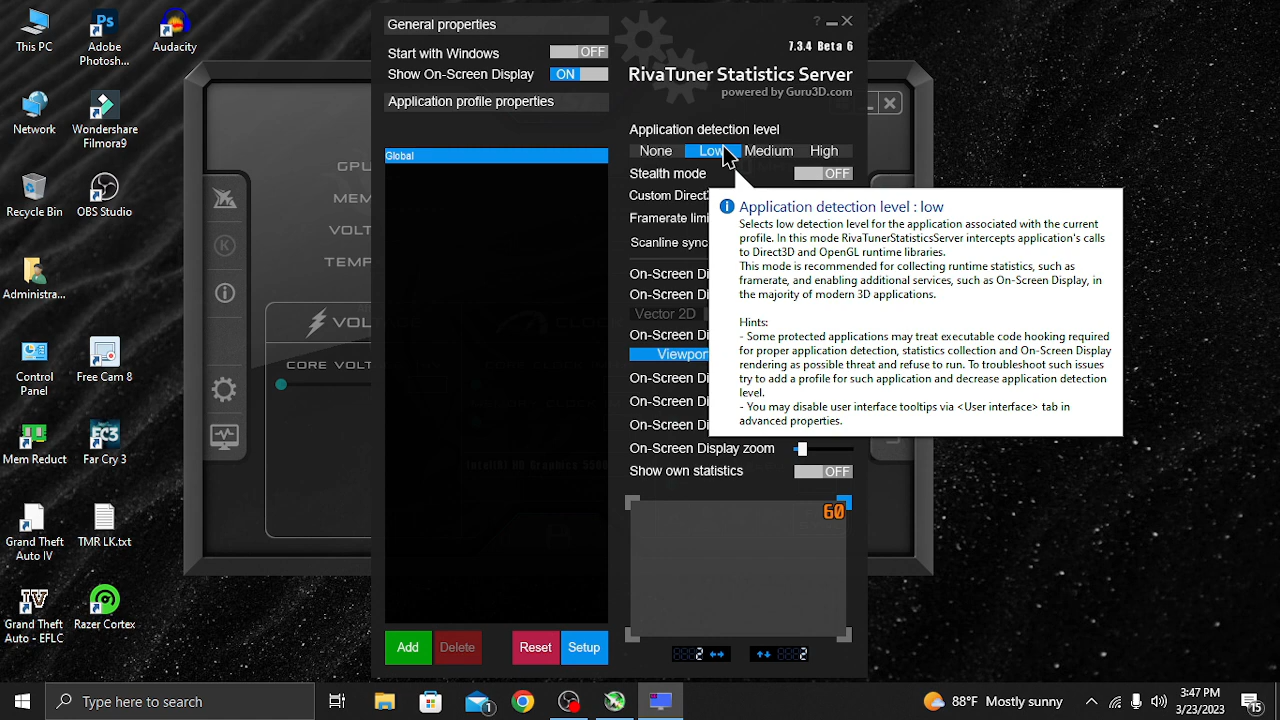 This PC
Adobe
Photosh...
Audacity
Network
Wondershare
Filmora9
Recycle Bin
OBS Studio
Administra...
Control
Panel
Free Cam 8
Mem Reduct
Far Cry 3
Grand Theft
Auto IV
TMR LK.txt
Grand Theft
Auto - EFLC
Razer Cortex
GPU
MEM
VOLT
TEMP
VOL
CORE VOLT
General properties
Start with Windows
OFF
Show On-Screen Display
ON
Application profile properties
Global
Add
Delete
Reset
Setup
?
7.3.4 Beta 6
RivaTuner Statistics Server
powered by Guru3D.com
Application detection level
None
Low
Medium
High
Stealth mode
OFF
Custom Direct
Framerate lim
Scanline sync
On-Screen Di
On-Screen Di
Vector 2D
On-Screen Di
Viewpor
On-Screen Di
On-Screen Di
On-Screen Di
On-Screen Display zoom
Show own statistics
OFF
60
2
2
Application detection level : low
Selects low detection level for the application associated with the current
profile. In this mode RivaTunerStatisticsServer intercepts application's calls
to Direct3D and OpenGL runtime libraries.
This mode is recommended for collecting runtime statistics, such as
framerate, and enabling additional services, such as On-Screen Display, in
the majority of modern 3D applications.
Hints:
- Some protected applications may treat executable code hooking required
for proper application detection, statistics collection and On-Screen Display
rendering as possible threat and refuse to run. To troubleshoot such issues
try to add a profile for such application and decrease application detection
level.
- You may disable user interface tooltips via <User interface> tab in
advanced properties.
Type here to search
1
88°F Mostly sunny
3:47 PM
3/23/2023
15